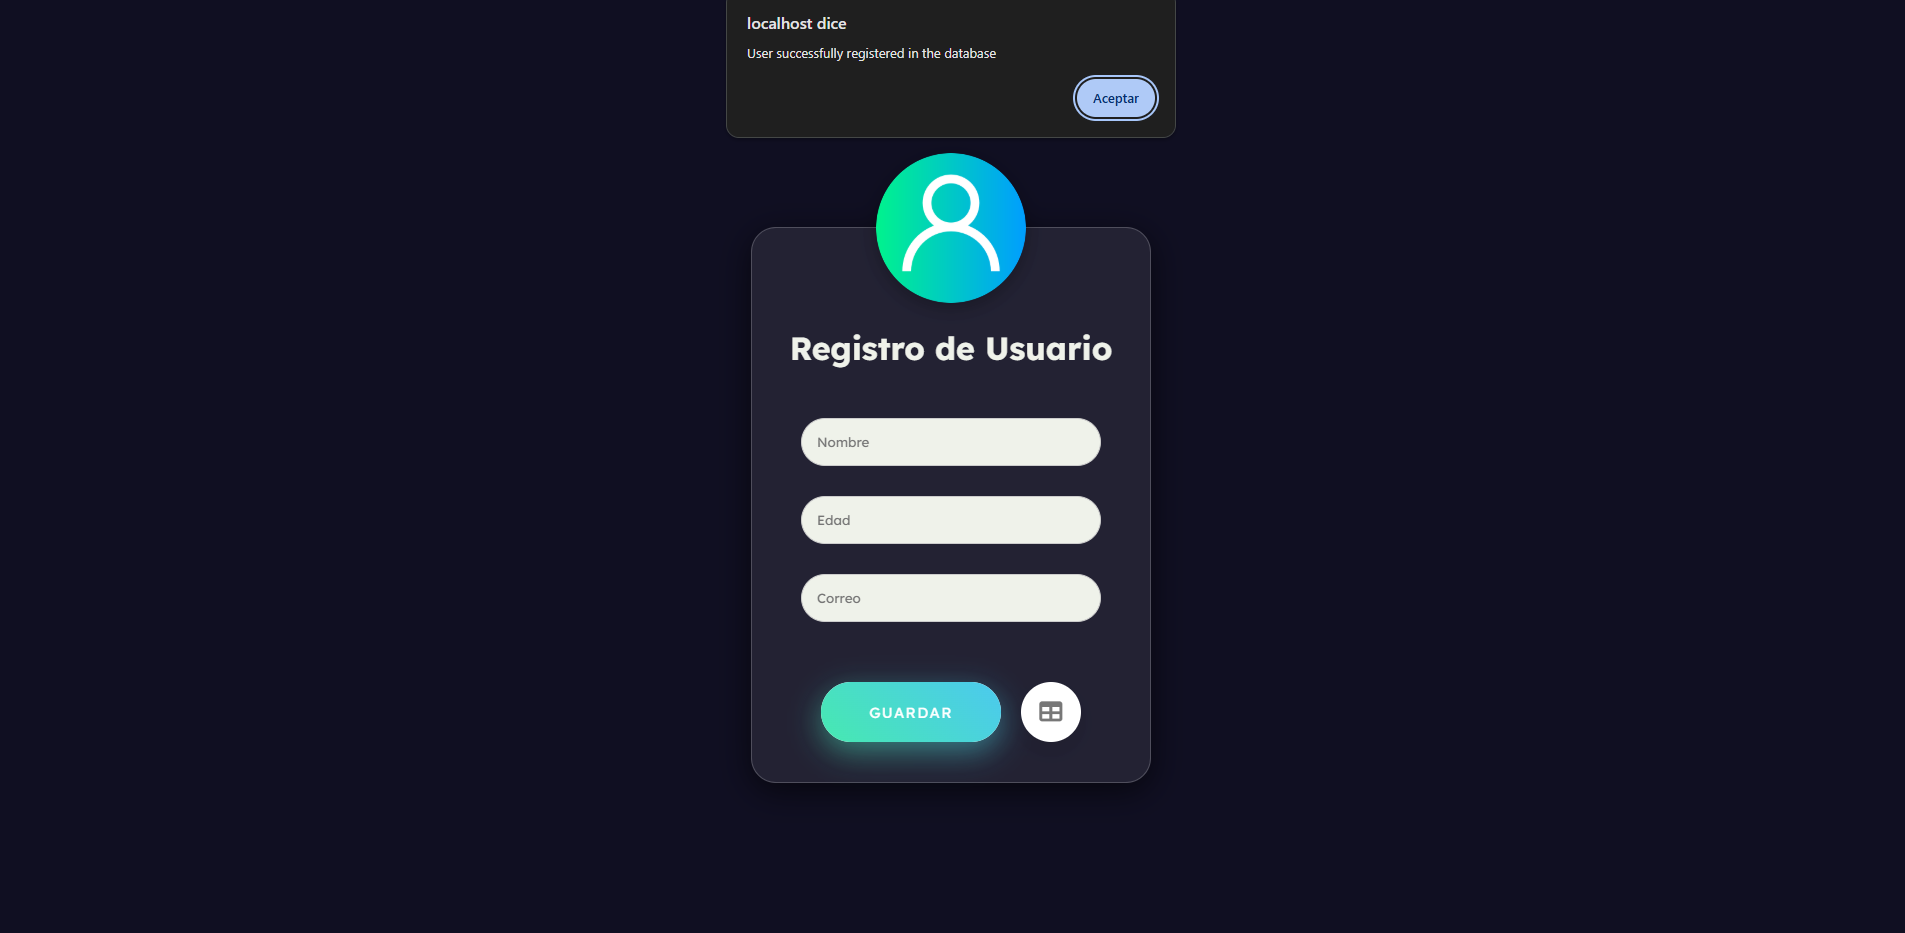 localhost dice
User successfully registered in the database
Aceptar
Registro de Usuario
Nombre
Edad
Correo
GUARDAR